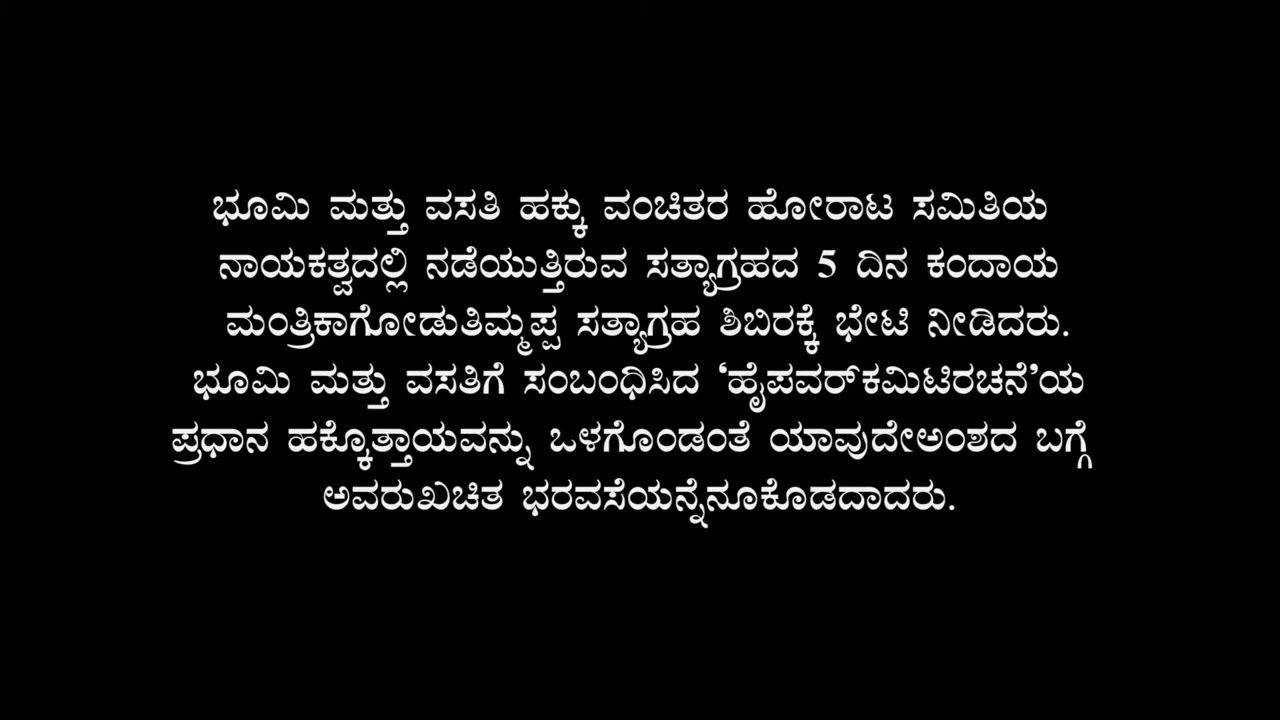 ಭೂಮಿ ಮತ್ತು ವಸತಿ ಹಕ್ಕು ವಂಚಿತರ ಹೋರಾಟ ಸಮಿತಿಯ
ನಾಯಕತ್ವದಲ್ಲಿ ನಡೆಯುತ್ತಿರುವ ಸತ್ಯಾಗ್ರಹದ 5 ದಿನ ಕಂದಾಯ
ಮಂತ್ರಿಕಾಗೋಡುತಿಮ್ಮಪ್ಪ ಸತ್ಯಾಗ್ರಹ ಶಿಬಿರಕ್ಕೆ ಭೇಟಿ ನೀಡಿದರು.
ಭೂಮಿ ಮತ್ತು ವಸತಿಗೆ ಸಂಬಂಧಿಸಿದ ‘ಹೈಪವರ್‌ಕಮಿಟಿರಚನೆ’ಯ
ಪ್ರಧಾನ ಹಕ್ಕೊತ್ತಾಯವನ್ನು ಒಳಗೊಂಡಂತೆ ಯಾವುದೇಅಂಶದ ಬಗ್ಗೆ
ಅವರುಖಚಿತ ಭರವಸೆಯನ್ನೆನೂಕೊಡದಾದರು.